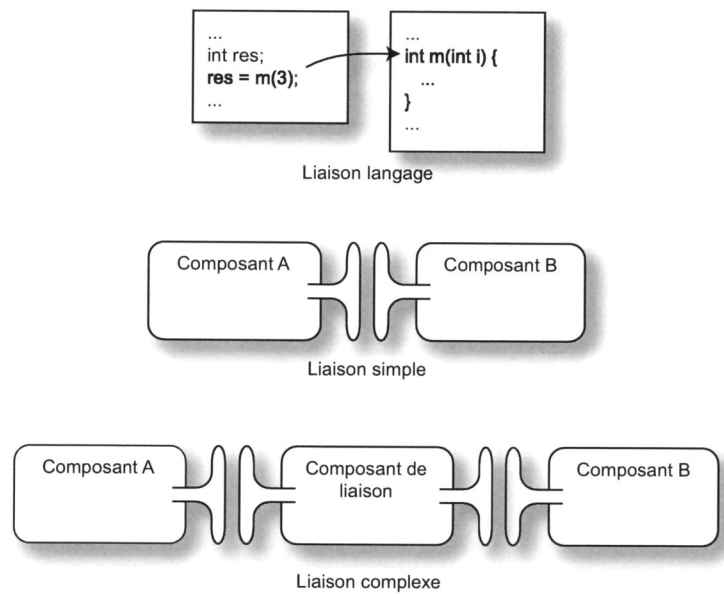 ...
int res;
res = m(3);
...
...
int m(int i) {
...
}
...
Liaison langage
Composant A
Composant B
Liaison simple
Composant A
Composant de
liaison
Composant B
Liaison complexe